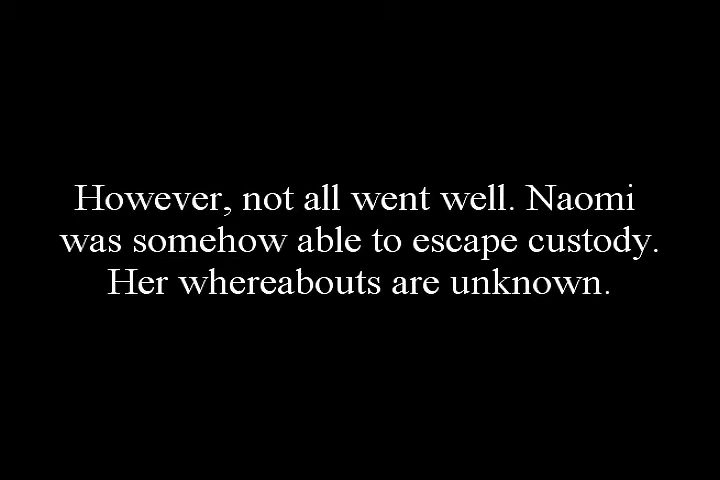 However, not all went well. Naomi
was somehow able to escape custody.
Her whereabouts are unknown.